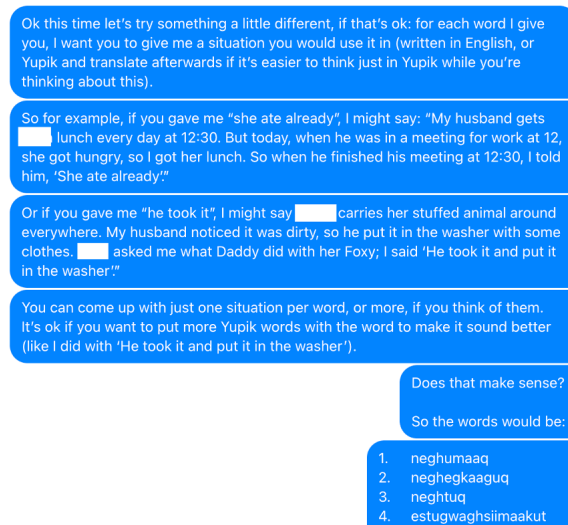 Ok this time let's try something a little different, if that's ok: for each word I give
you, I want you to give me a situation you would use it in (written in English, or
Yupik and translate afterwards if it's easier to think just in Yupik while you're
thinking about this).
So for example, if you gave me "she ate already", I might say: "My husband gets
lunch every day at 12:30. But today, when he was in a meeting for work at 12,
she got hungry, so I got her lunch. So when he finished his meeting at 12:30, I told
him, 'She ate already'."
Or if you gave me "he took it", I might say carries her stuffed animal around
everywhere. My husband noticed it was dirty, so he put it in the washer with some
clothes. asked me what Daddy did with her Foxy; I said 'He took it and put it
in the washer'."
You can come up with just one situation per word, or more, if you think of them.
It's ok if you want to put more Yupik words with the word to make it sound better
(like I did with 'He took it and put it in the washer').
Does that make sense?
So the words would be:
1. neghumaaq
2. neghegkaaguq
3. neghtuq
4. estugwaghsiimaakut